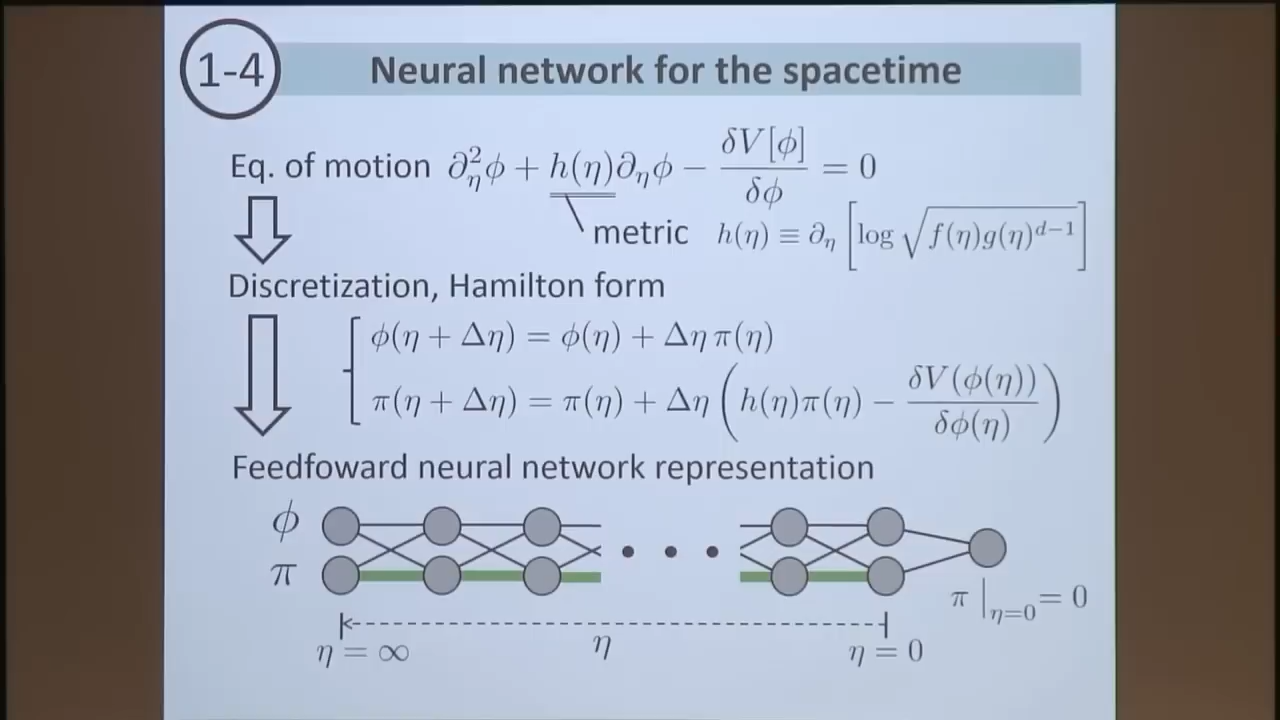 1-4
Neural network for the spacetime
Eq. of motion ∂²_η ϕ + h(η)∂_η ϕ − δV[ϕ]/δϕ = 0
metric h(η) ≡ ∂_η [log √(f(η)g(η)^{d−1})]
Discretization, Hamilton form
ϕ(η + Δη) = ϕ(η) + Δη π(η)
π(η + Δη) = π(η) + Δη (h(η)π(η) − δV(ϕ(η))/δϕ(η))
Feedfoward neural network representation
ϕ
π
π|_{η=0} = 0
η = ∞ η η = 0